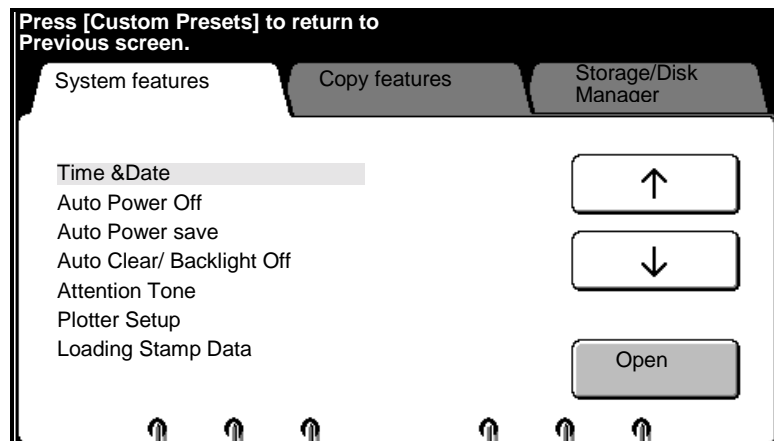 Press [Custom Presets] to return to
Previous screen.
System features
Copy features
Storage/Disk
Manager
Time &Date
Auto Power Off
Auto Power save
Auto Clear/ Backlight Off
Attention Tone
Plotter Setup
Loading Stamp Data
Open